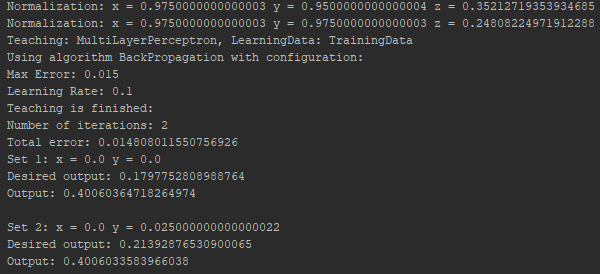 Normalization: x = 0.9750000000000003 y = 0.9500000000000004 z = 0.35212719353934685
Normalization: x = 0.9750000000000003 y = 0.9750000000000003 z = 0.24808224971912288
Teaching: MultiLayerPerceptron, LearningData: TrainingData
Using algorithm BackPropagation with configuration:
Max Error: 0.015
Learning Rate: 0.1
Teaching is finished:
Number of iterations: 2
Total error: 0.014808011550756926
Set 1: x = 0.0 y = 0.0
Desired output: 0.1797752808988764
Output: 0.40060364718264974
Set 2: x = 0.0 y = 0.025000000000000022
Desired output: 0.21392876530900065
Output: 0.4006033583966038